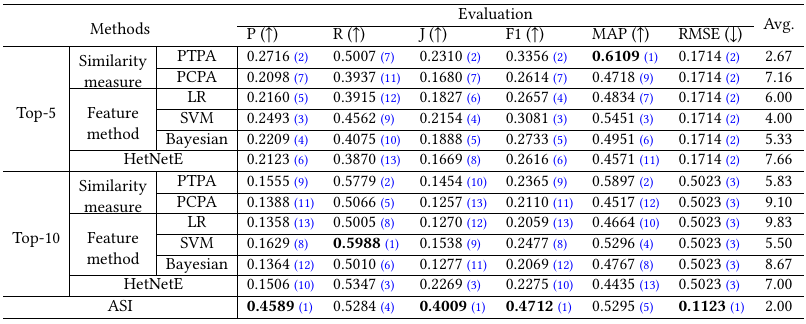 Methods Evaluation Avg.
P (↑) R (↑) J (↑) F1 (↑) MAP (↑) RMSE (↓)
Top-5 Similarity measure PTPA 0.2716 (2) 0.5007 (7) 0.2310 (2) 0.3356 (2) 0.6109 (1) 0.1714 (2) 2.67
PCPA 0.2098 (7) 0.3937 (11) 0.1680 (7) 0.2614 (7) 0.4718 (9) 0.1714 (2) 7.16
Feature method LR 0.2160 (5) 0.3915 (12) 0.1827 (6) 0.2657 (4) 0.4834 (7) 0.1714 (2) 6.00
SVM 0.2493 (3) 0.4562 (9) 0.2154 (4) 0.3081 (3) 0.5451 (3) 0.1714 (2) 4.00
Bayesian 0.2209 (4) 0.4075 (10) 0.1888 (5) 0.2733 (5) 0.4951 (6) 0.1714 (2) 5.33
HetNetE 0.2123 (6) 0.3870 (13) 0.1669 (8) 0.2616 (6) 0.4571 (11) 0.1714 (2) 7.66
Top-10 Similarity measure PTPA 0.1555 (9) 0.5779 (2) 0.1454 (10) 0.2365 (9) 0.5897 (2) 0.5023 (3) 5.83
PCPA 0.1388 (11) 0.5066 (5) 0.1257 (13) 0.2110 (11) 0.4517 (12) 0.5023 (3) 9.10
Feature method LR 0.1358 (13) 0.5005 (8) 0.1270 (12) 0.2059 (13) 0.4664 (10) 0.5023 (3) 9.83
SVM 0.1629 (8) 0.5988 (1) 0.1538 (9) 0.2477 (8) 0.5296 (4) 0.5023 (3) 5.50
Bayesian 0.1364 (12) 0.5010 (6) 0.1277 (11) 0.2069 (12) 0.4767 (8) 0.5023 (3) 8.67
HetNetE 0.1506 (10) 0.5347 (3) 0.2269 (3) 0.2275 (10) 0.4435 (13) 0.5023 (3) 7.00
ASI 0.4589 (1) 0.5284 (4) 0.4009 (1) 0.4712 (1) 0.5295 (5) 0.1123 (1) 2.00